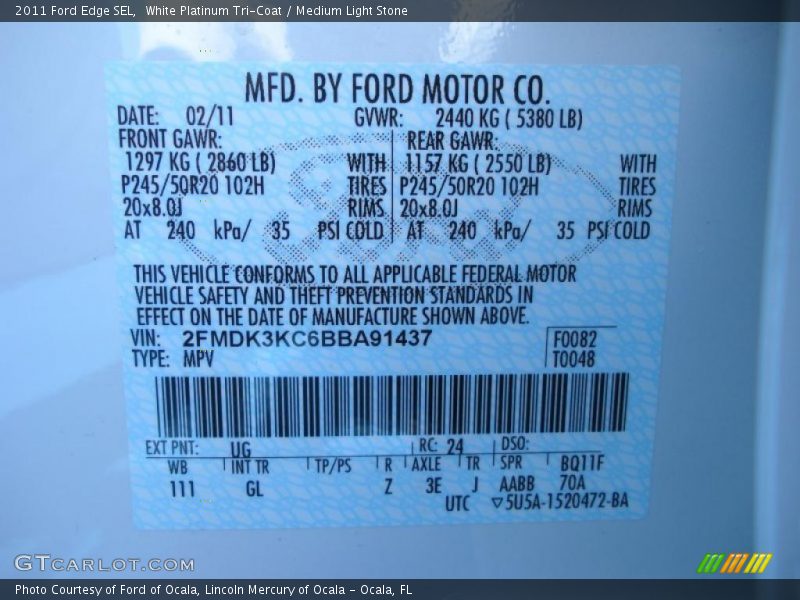 2011 Ford Edge SEL,  White Platinum Tri-Coat / Medium Light Stone
MFD. BY FORD MOTOR CO.
DATE: 02/11 GVWR: 2440 KG ( 5380 LB)
FRONT GAWR: REAR GAWR:
1297 KG ( 2860 LB) WITH 1157 KG ( 2550 LB) WITH
P245/50R20 102H TIRES P245/50R20 102H TIRES
20x8.0J RIMS 20x8.0J RIMS
AT 240 kPa/ 35 PSI COLD AT 240 kPa/ 35 PSI COLD
THIS VEHICLE CONFORMS TO ALL APPLICABLE FEDERAL MOTOR
VEHICLE SAFETY AND THEFT PREVENTION STANDARDS IN
EFFECT ON THE DATE OF MANUFACTURE SHOWN ABOVE.
VIN: 2FMDK3KC6BBA91437 F0082
TYPE: MPV T0048
EXT PNT: UG RC: 24 DSO:
WB INT TR TP/PS R AXLE TR SPR BQ11F
111 GL Z 3E J AABB 70A
UTC ▽5U5A-1520472-BA
GTCARLOT.COM
Photo Courtesy of Ford of Ocala, Lincoln Mercury of Ocala - Ocala, FL